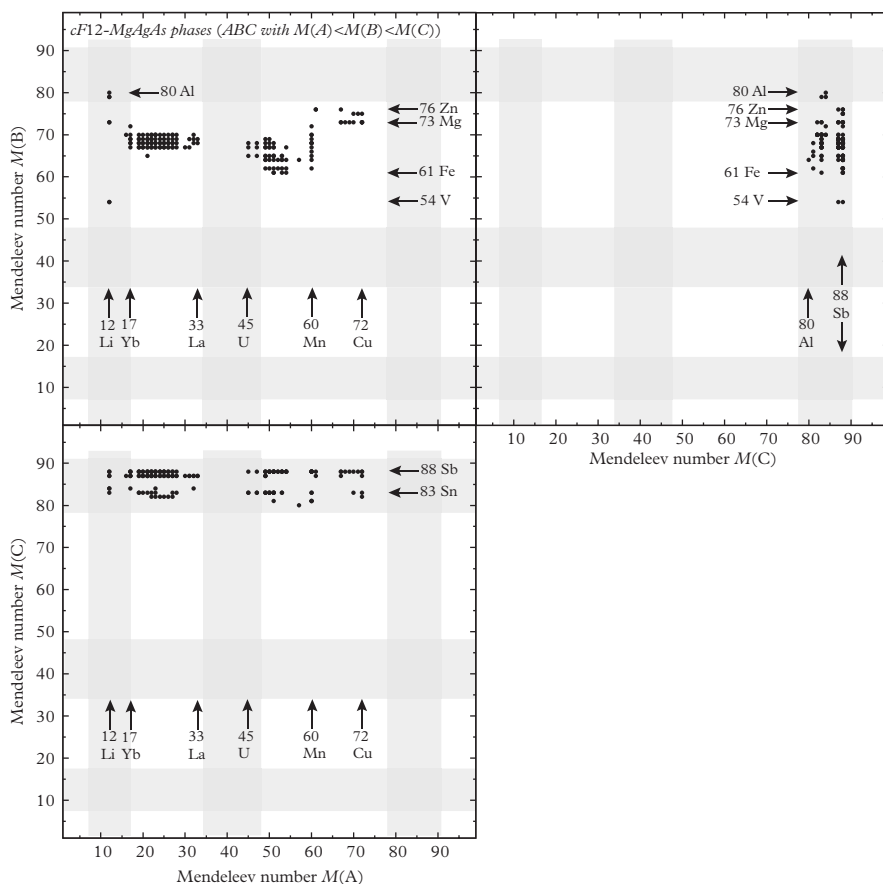 cF12-MgAgAs phases (ABC with M(A)<M(B)<M(C))
Mendeleev number M(B)
90
80
70
60
50
40
30
20
10
80 Al
76 Zn
73 Mg
61 Fe
54 V
12 17 33 45 60 72
Li Yb La U Mn Cu
80 Al
76 Zn
73 Mg
61 Fe
54 V
88
Sb
80
Al
10 20 30 40 50 60 70 80 90
Mendeleev number M(C)
Mendeleev number M(C)
90
80
70
60
50
40
30
20
10
88 Sb
83 Sn
12 17 33 45 60 72
Li Yb La U Mn Cu
10 20 30 40 50 60 70 80 90
Mendeleev number M(A)